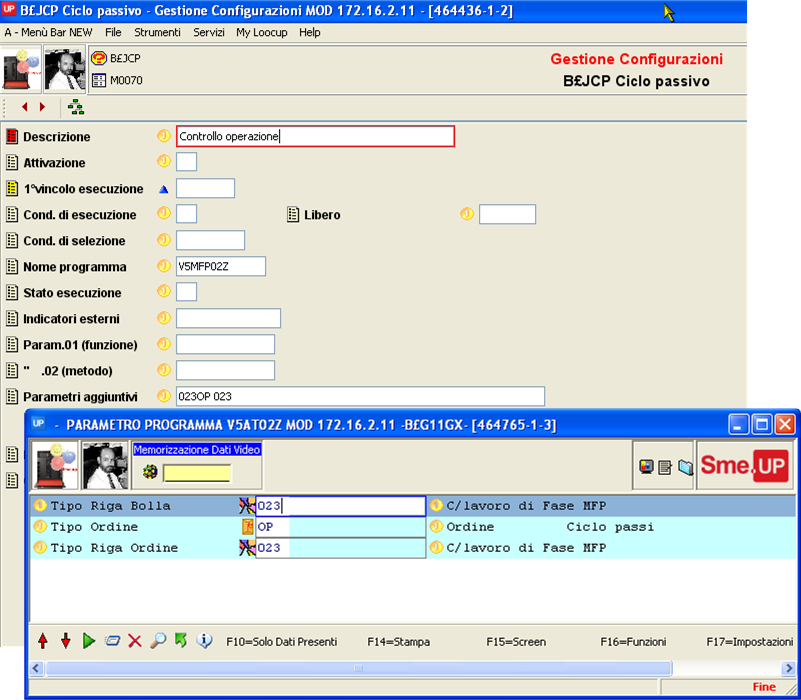 UP B£JCP Ciclo passivo - Gestione Configurazioni MOD 172.16.2.11 - [464436-1-2]
A - Menù Bar NEW File Strumenti Servizi My Loocup Help
B£JCP
M0070
Gestione Configurazioni
B£JCP Ciclo passivo
Descrizione Controllo operazione
Attivazione
1°vincolo esecuzione
Cond. di esecuzione Libero
Cond. di selezione
Nome programma V5MFP02Z
Stato esecuzione
Indicatori esterni
Param.01 (funzione)
" .02 (metodo)
Parametri aggiuntivi 023OP 023
UP - PARAMETRO PROGRAMMA V5AT02Z MOD 172.16.2.11 -B£G11GX- [464765-1-3]
Memorizzazione Dati Video
Sme.UP
Tipo Riga Bolla 023 C/lavoro di Fase MFP
Tipo Ordine OP Ordine Ciclo passi
Tipo Riga Ordine 023 C/lavoro di Fase MFP
F10=Solo Dati Presenti F14=Stampa F15=Screen F16=Funzioni F17=Impostazioni
Fine